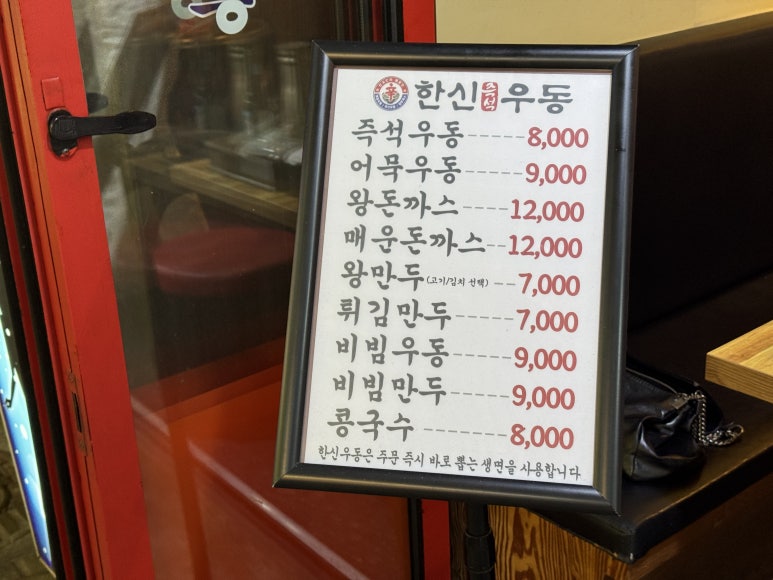 한신즉석우동
즉석우동-----8,000
어묵우동-----9,000
왕돈까스-----12,000
매운돈까스--12,000
왕만두(고기/김치 선택)--7,000
튀김만두-----7,000
비빔우동-----9,000
비빔만두-----9,000
콩국수-------8,000
한신우동은 주문 즉시 바로 뽑는 생면을 사용합니다